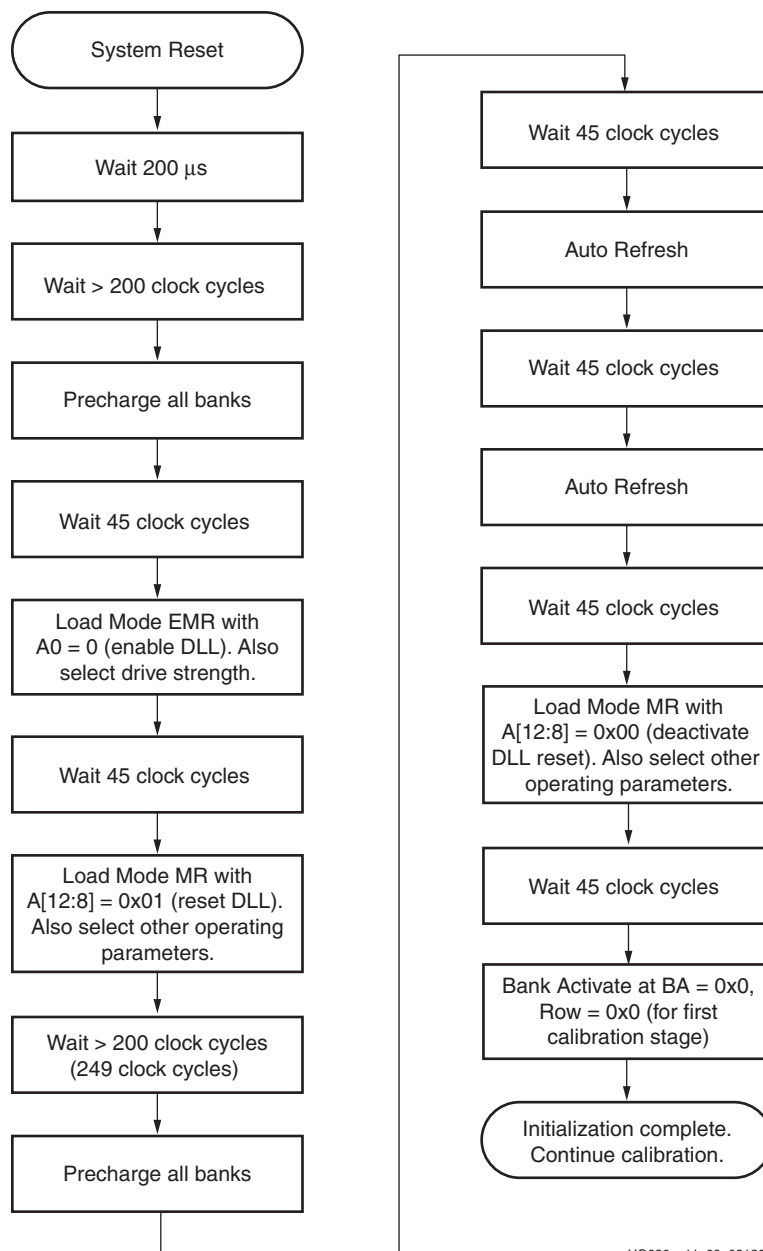 System Reset
Wait 200 μs
Wait > 200 clock cycles
Precharge all banks
Wait 45 clock cycles
Load Mode EMR with
A0 = 0 (enable DLL). Also
select drive strength.
Wait 45 clock cycles
Load Mode MR with
A[12:8] = 0x01 (reset DLL).
Also select other operating
parameters.
Wait > 200 clock cycles
(249 clock cycles)
Precharge all banks
Wait 45 clock cycles
Auto Refresh
Wait 45 clock cycles
Auto Refresh
Wait 45 clock cycles
Load Mode MR with
A[12:8] = 0x00 (deactivate
DLL reset). Also select other
operating parameters.
Wait 45 clock cycles
Bank Activate at BA = 0x0,
Row = 0x0 (for first
calibration stage)
Initialization complete.
Continue calibration.